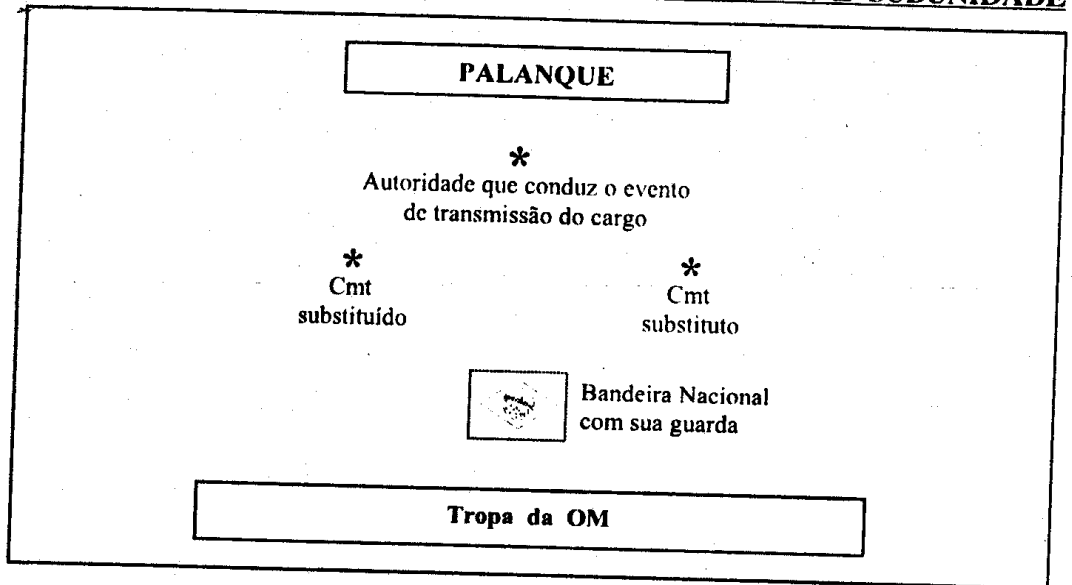 SUBUNIDADE
PALANQUE
*
Autoridade que conduz o evento
de transmissão do cargo
*
Cmt
substituído
*
Cmt
substituto
Bandeira Nacional
com sua guarda
Tropa da OM